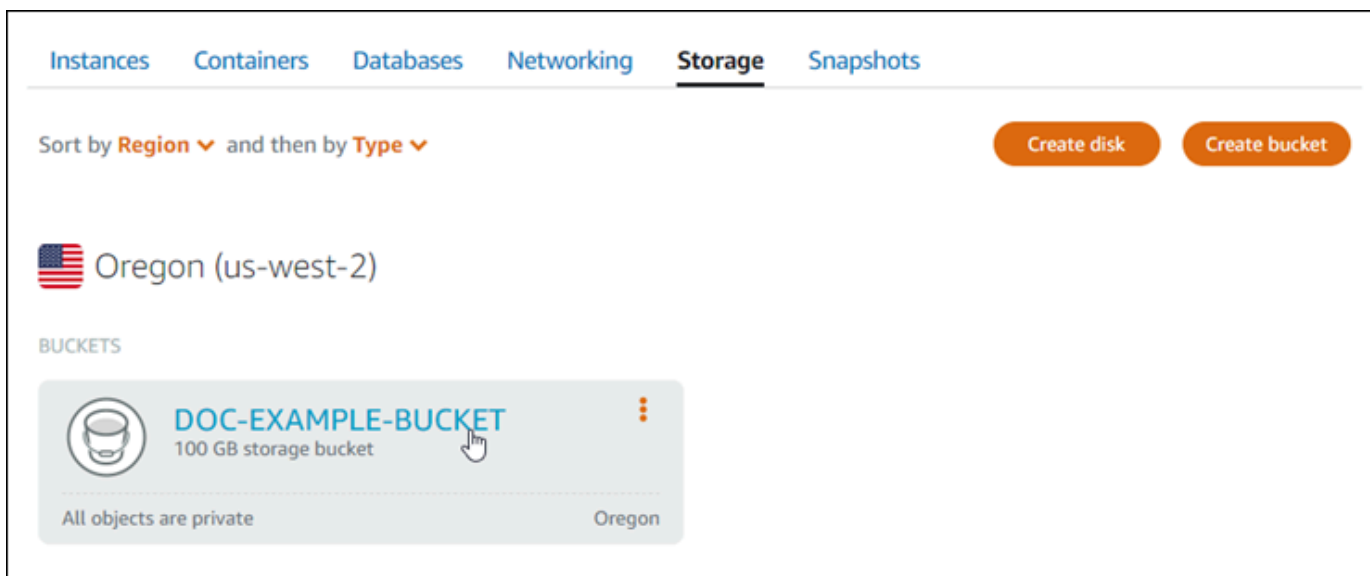 Instances Containers Databases Networking Storage Snapshots
Sort by Region and then by Type Create disk Create bucket
Oregon (us-west-2)
BUCKETS
DOC-EXAMPLE-BUCKET
100 GB storage bucket
All objects are private Oregon